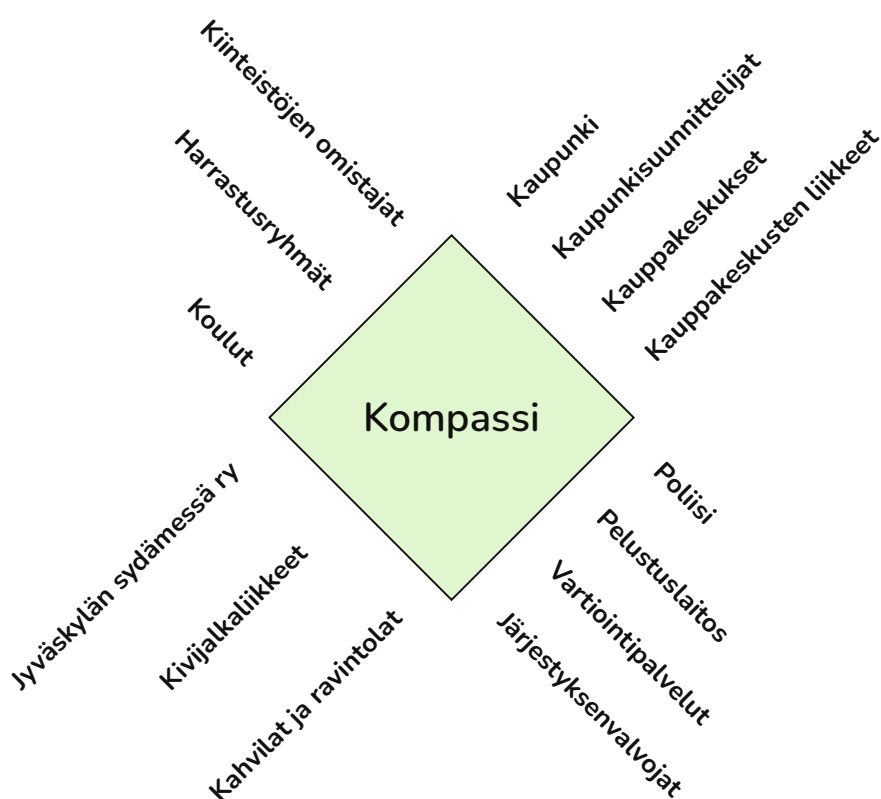 Kiinteistöjen omistajat
Harrastusryhmät
Koulut
Kaupunki
Kaupunkisuunnittelijat
Kauppakeskukset
Kauppakeskusten liikkeet
Kompassi
Jyväskylän sydämessä ry
Kivijalkaliikkeet
Kahvilat ja ravintolat
Poliisi
Pelustuslaitos
Vartiointipalvelut
Järjestyksenvalvojat